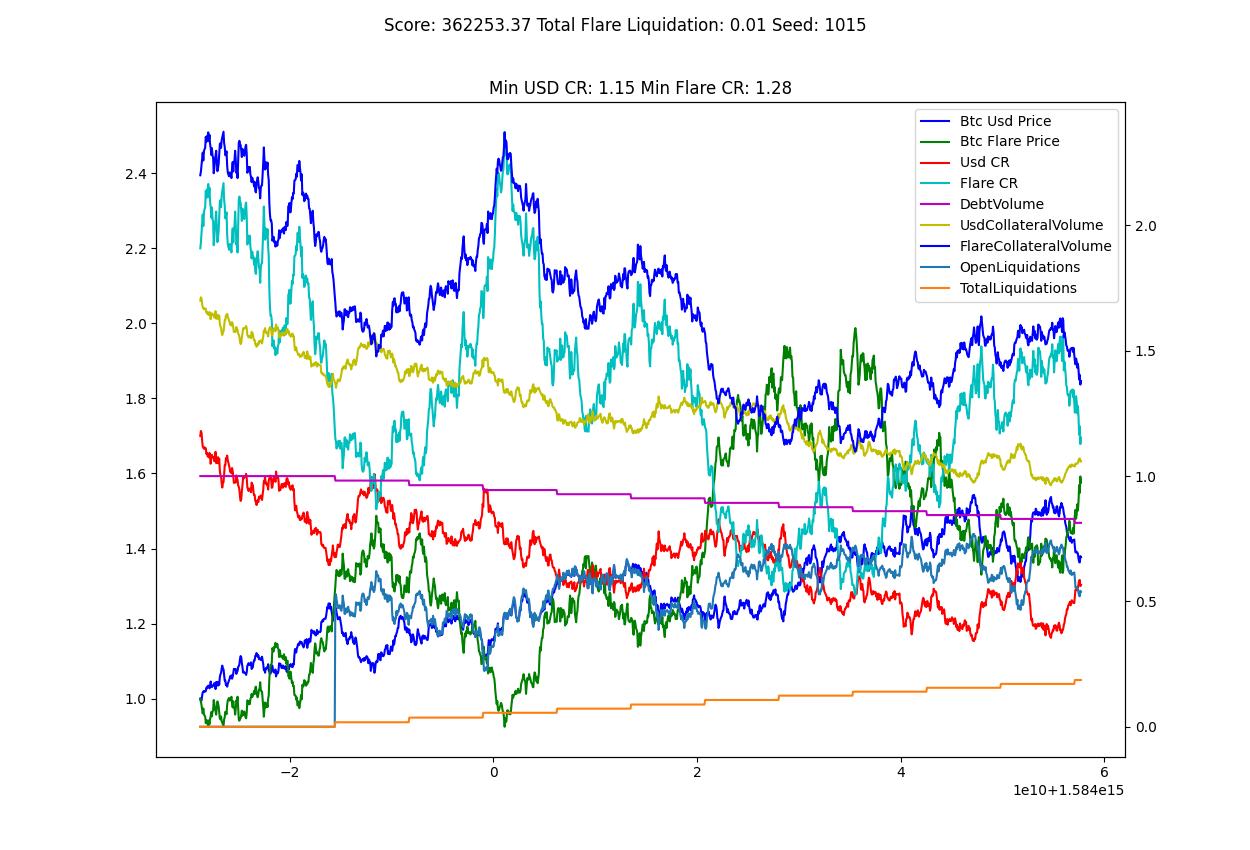 Score: 362253.37 Total Flare Liquidation: 0.01 Seed: 1015
Min USD CR: 1.15 Min Flare CR: 1.28
Btc Usd Price
Btc Flare Price
Usd CR
Flare CR
DebtVolume
UsdCollateralVolume
FlareCollateralVolume
OpenLiquidations
TotalLiquidations
2.4
2.2
2.0
1.8
1.6
1.4
1.2
1.0
2.0
1.5
1.0
0.5
0.0
−2 0 2 4 6
1e10+1.584e15